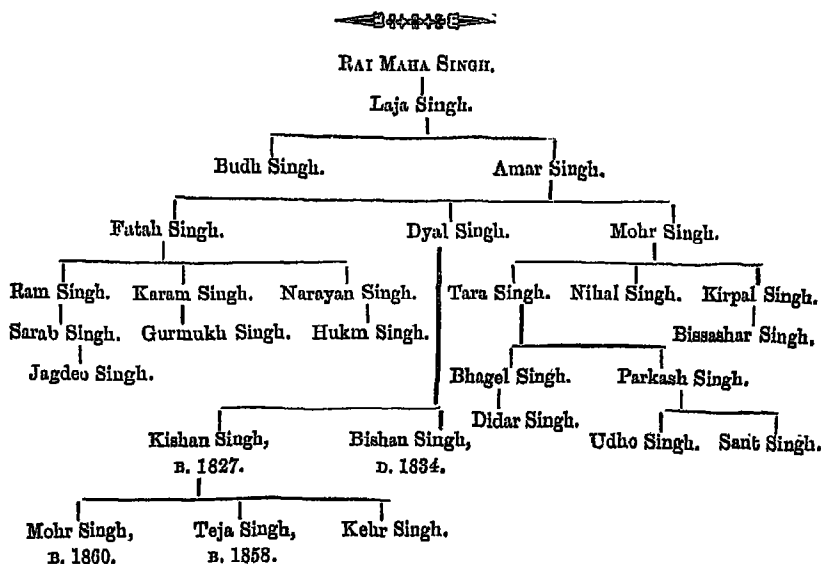 RAI MAHA SINGH.
Laja Singh.
Budh Singh. Amar Singh.
Fatah Singh. Dyal Singh. Mohr Singh.
Ram Singh. Karam Singh. Narayan Singh. Tara Singh. Nihal Singh. Kirpal Singh.
Sarab Singh. Gurmukh Singh. Hukm Singh. Bissashar Singh.
Jagdeo Singh. Bhagel Singh. Parkash Singh.
Didar Singh. Udho Singh. Sant Singh.
Kishan Singh, Bishan Singh,
B. 1827. D. 1834.
Mohr Singh, Teja Singh, Kehr Singh.
B. 1860. B. 1858.